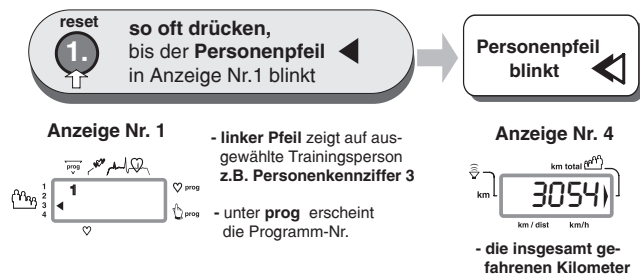 reset
1.
so oft drücken,
bis der Personenpfeil
in Anzeige Nr.1 blinkt
Personenpfeil
blinkt
Anzeige Nr. 1
prog
1
2
3
4
1
prog
prog
- linker Pfeil zeigt auf aus-
gewählte Trainingsperson
z.B. Personenkennziffer 3
- unter prog erscheint
die Programm-Nr.
Anzeige Nr. 4
km total
km
3054
km / dist km/h
- die insgesamt ge-
fahrenen Kilometer